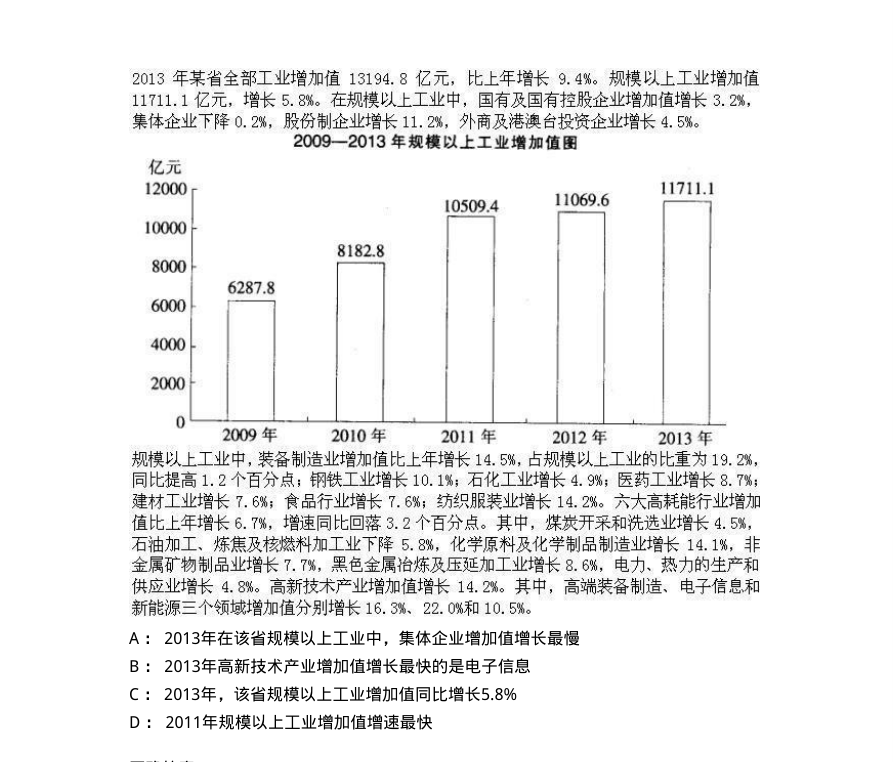 2013 年某省全部工业增加值 13194.8 亿元，比上年增长 9.4%。规模以上工业增加值
11711.1 亿元，增长 5.8%。在规模以上工业中，国有及国有控股企业增加值增长 3.2%，
集体企业下降 0.2%，股份制企业增长 11.2%，外商及港澳台投资企业增长 4.5%。
2009—2013 年规模以上工业增加值图
亿元
12000
10000
8000
6000
4000
2000
0
6287.8
8182.8
10509.4
11069.6
11711.1
2009 年
2010 年
2011 年
2012 年
2013 年
规模以上工业中，装备制造业增加值比上年增长 14.5%，占规模以上工业的比重为 19.2%，
同比提高 1.2 个百分点；钢铁工业增长 10.1%；石化工业增长 4.9%；医药工业增长 8.7%；
建材工业增长 7.6%；食品行业增长 7.6%；纺织服装业增长 14.2%。六大高耗能行业增加
值比上年增长 6.7%，增速同比回落 3.2 个百分点。其中，煤炭开采和洗选业增长 4.5%，
石油加工、炼焦及核燃料加工业下降 5.8%，化学原料及化学制品制造业增长 14.1%，非
金属矿物制品业增长 7.7%，黑色金属冶炼及压延加工业增长 8.6%，电力、热力的生产和
供应业增长 4.8%。高新技术产业增加值增长 14.2%。其中，高端装备制造、电子信息和
新能源三个领域增加值分别增长 16.3%、22.0%和 10.5%。
A： 2013年在该省规模以上工业中，集体企业增加值增长最慢
B： 2013年高新技术产业增加值增长最快的是电子信息
C： 2013年，该省规模以上工业增加值同比增长5.8%
D： 2011年规模以上工业增加值增速最快